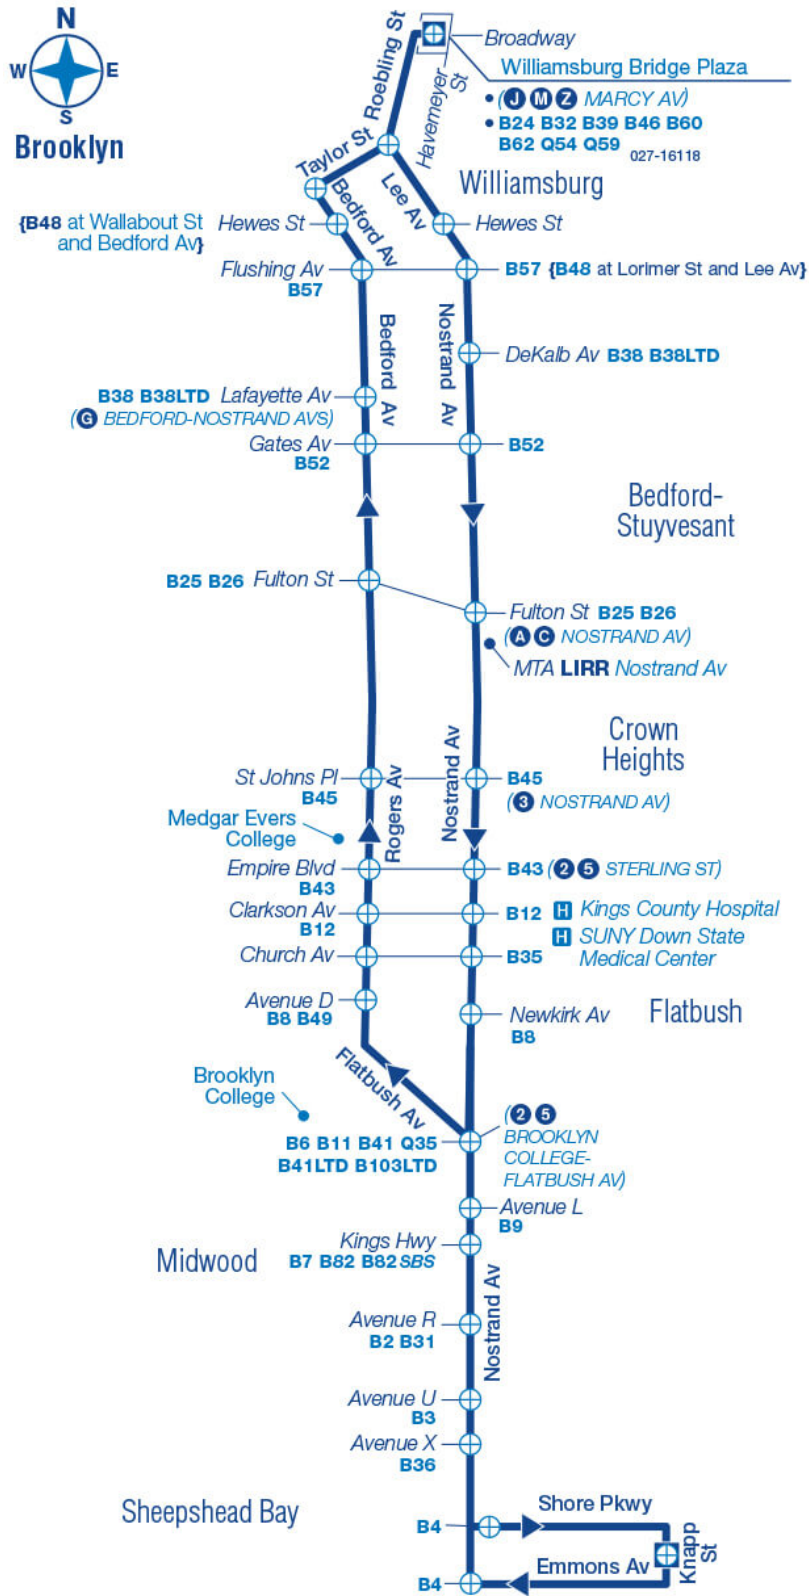 N
W E
S
Brooklyn
Roebling St
Havemeyer St
Broadway
Williamsburg Bridge Plaza
• (J M Z MARCY AV)
• B24 B32 B39 B46 B60
B62 Q54 Q59
027-16118
Williamsburg
Taylor St
Bedford Av
Lee Av
{B48 at Wallabout St
and Bedford Av}
Hewes St
Hewes St
Flushing Av
B57
B57 {B48 at Lorimer St and Lee Av}
Bedford Av
Nostrand Av
DeKalb Av B38 B38LTD
B38 B38LTD Lafayette Av
(G BEDFORD-NOSTRAND AVS)
Gates Av
B52
B52
Bedford-
Stuyvesant
B25 B26 Fulton St
Fulton St B25 B26
(A C NOSTRAND AV)
MTA LIRR Nostrand Av
Crown
Heights
Rogers Av
Nostrand Av
St Johns Pl
B45
B45
(3 NOSTRAND AV)
Medgar Evers
College
Empire Blvd
B43
B43 (2 5 STERLING ST)
Clarkson Av
B12
B12
H Kings County Hospital
H SUNY Down State
Medical Center
Church Av
B35
Avenue D
B8 B49
Newkirk Av
B8
Flatbush
Flatbush Av
Brooklyn
College
B6 B11 B41 Q35
B41LTD B103LTD
(2 5
BROOKLYN
COLLEGE-
FLATBUSH AV)
Avenue L
B9
Kings Hwy
B7 B82 B82SBS
Midwood
Nostrand Av
Avenue R
B2 B31
Avenue U
B3
Avenue X
B36
Sheepshead Bay
B4
Shore Pkwy
Knapp St
Emmons Av
B4